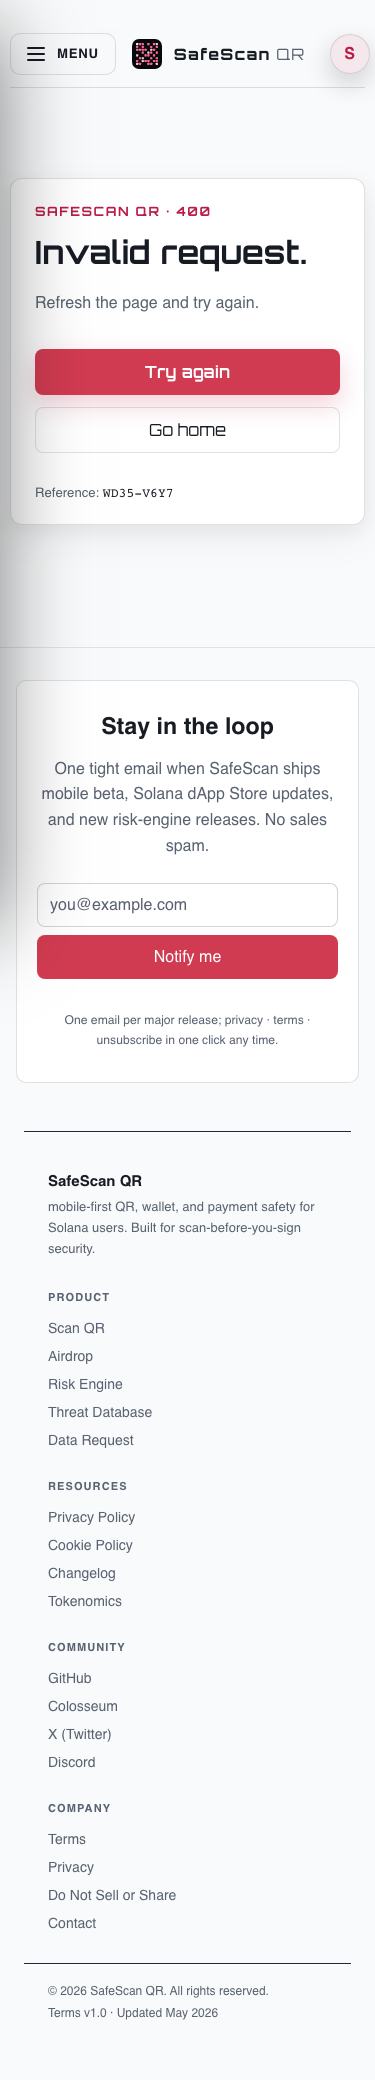 MENU
SafeScan QR
S
SAFESCAN QR · 400
Invalid request.
Refresh the page and try again.
Try again
Go home
Reference: WD35-V6Y7
Stay in the loop
One tight email when SafeScan ships
mobile beta, Solana dApp Store updates,
and new risk-engine releases. No sales
spam.
you@example.com
Notify me
One email per major release; privacy · terms ·
unsubscribe in one click any time.
SafeScan QR
mobile-first QR, wallet, and payment safety for
Solana users. Built for scan-before-you-sign
security.
PRODUCT
Scan QR
Airdrop
Risk Engine
Threat Database
Data Request
RESOURCES
Privacy Policy
Cookie Policy
Changelog
Tokenomics
COMMUNITY
GitHub
Colosseum
X (Twitter)
Discord
COMPANY
Terms
Privacy
Do Not Sell or Share
Contact
© 2026 SafeScan QR. All rights reserved.
Terms v1.0 · Updated May 2026